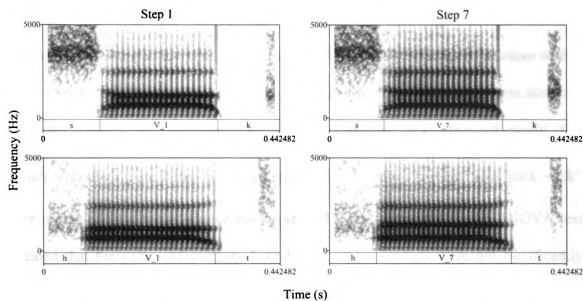 Step 1
Step 7
5000
5000
0
0
s V_1 k
s V_7 k
0 0.442482
0 0.442482
Frequency (Hz)
5000
5000
0
0
h V_1 t
h V_7 t
0 0.442482
0 0.442482
Time (s)